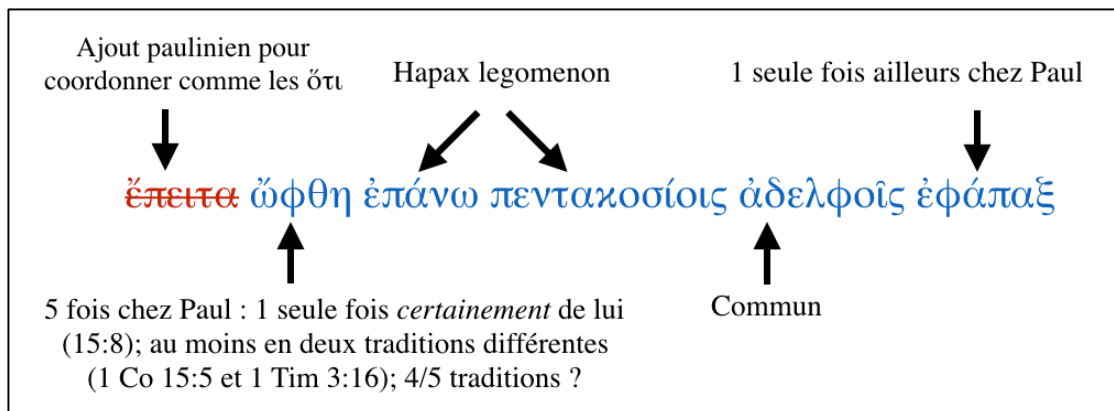 Ajout paulinien pour
coordonner comme les ὅτι
Hapax legomenon
1 seule fois ailleurs chez Paul
ἔπειτα ὤφθη ἐπάνω πεντακοσίοις ἀδελφοῖς ἐφάπαξ
5 fois chez Paul : 1 seule fois certainement de lui
(15:8); au moins en deux traditions différentes
(1 Co 15:5 et 1 Tim 3:16); 4/5 traditions ?
Commun